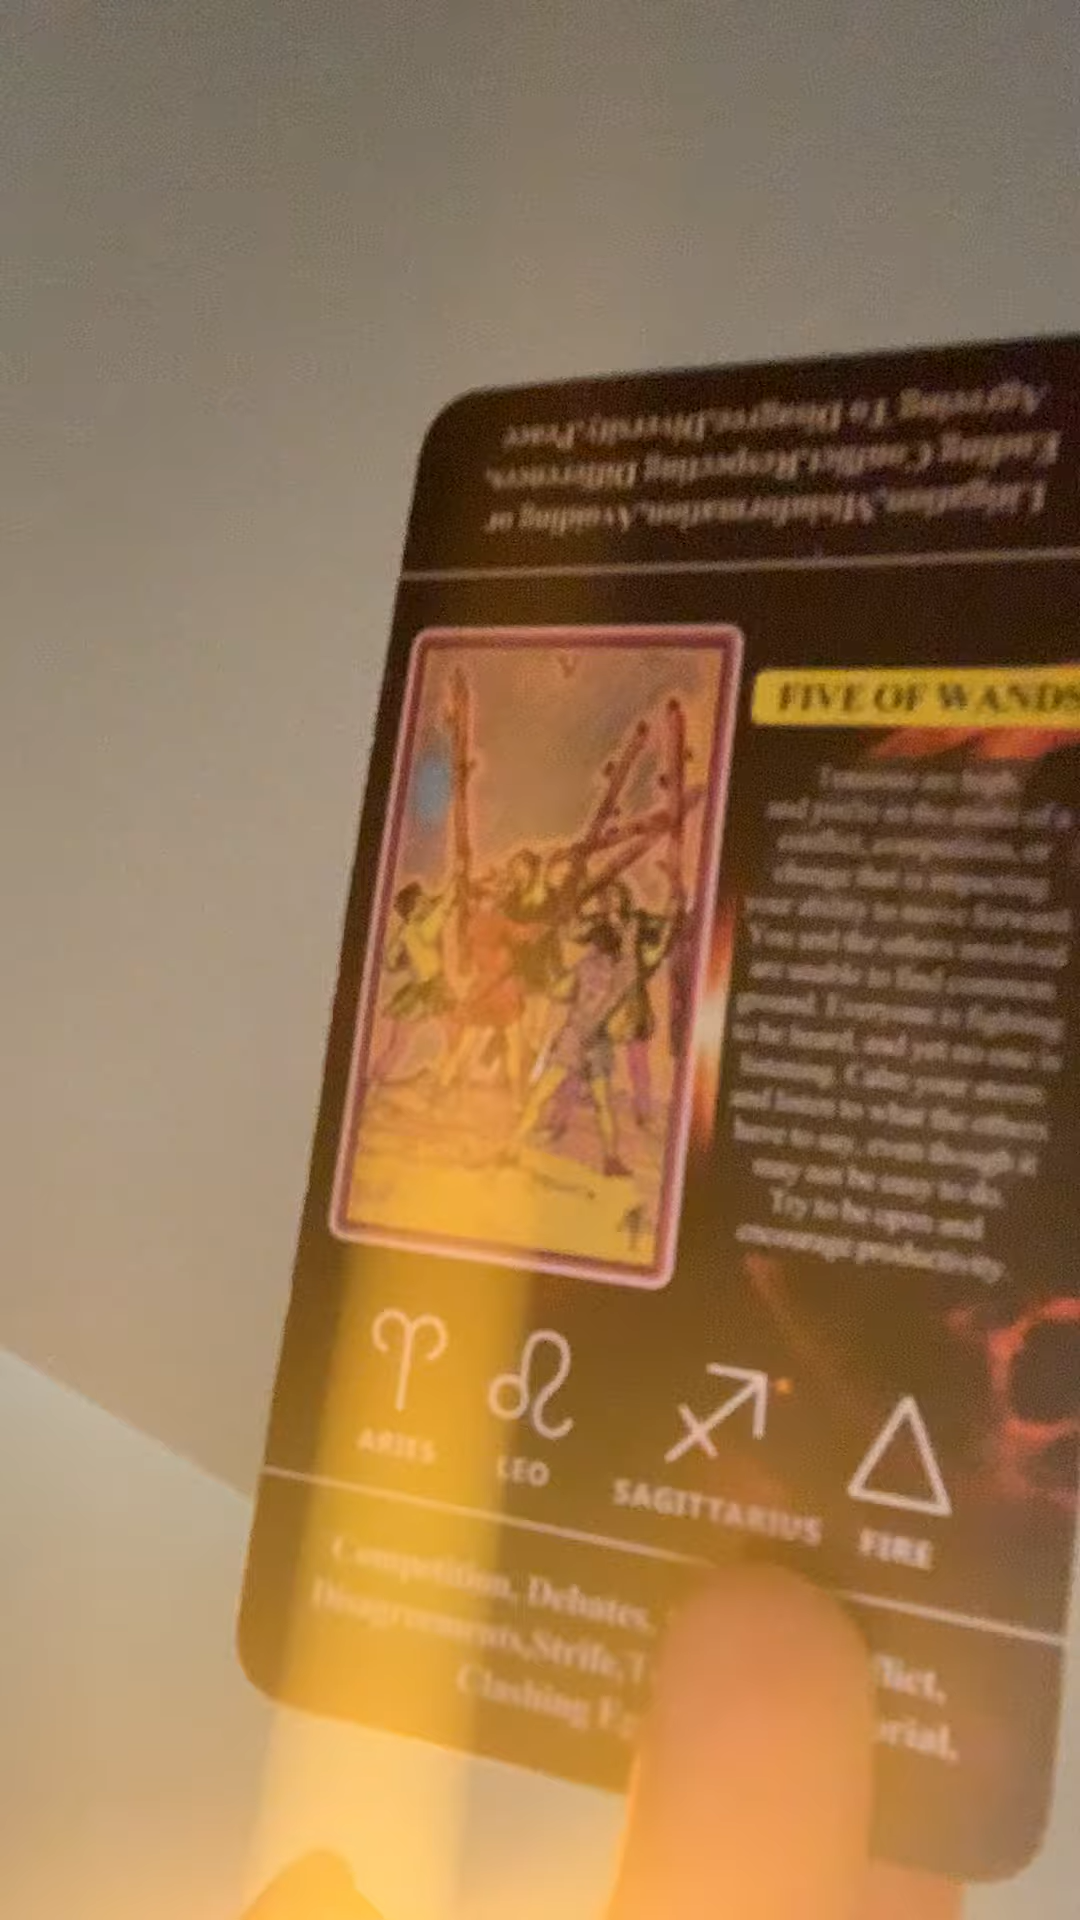 Agreeing To Disagree,Diversity,Peace
Ending Conflict,Respecting Differences,
Litigation,Misinformation,Avoiding or
V
FIVE OF WANDS
Tensions are high
and you're in the middle of a
conflict, competition, or
change that is impacting
your ability to move forward.
You and the others involved
are unable to find common
ground. Everyone is fighting
to be heard, and yet no one is
listening. Calm your nerves
and listen to what the others
have to say, even though it
may not be easy to do.
Try to be open and
encourage productivity.
ARIES
LEO
SAGITTARIUS
FIRE
Competition, Debates, flict,
Disagreements,Strife,T orial,
Clashing Eg